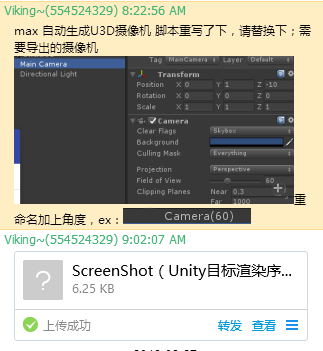 Viking~(554524329) 8:22:56 AM
max 自动生成U3D摄像机 脚本重写了下，请替换下；需
要导出的摄像机
Tag MainCamera Layer Default
Main Camera
Directional Light
Transform
Position X 0 Y 1 Z -10
Rotation X 0 Y 0 Z 0
Scale X 1 Y 1 Z 1
Camera
Clear Flags Skybox
Background
Culling Mask Everything
Projection Perspective
Field of View 60
Clipping Planes Near 0.3
Far 1000
重
命名加上角度，ex： Camera(60)
Viking~(554524329) 9:02:07 AM
ScreenShot（Unity目标渲染序...
6.25 KB
上传成功 转发 查看